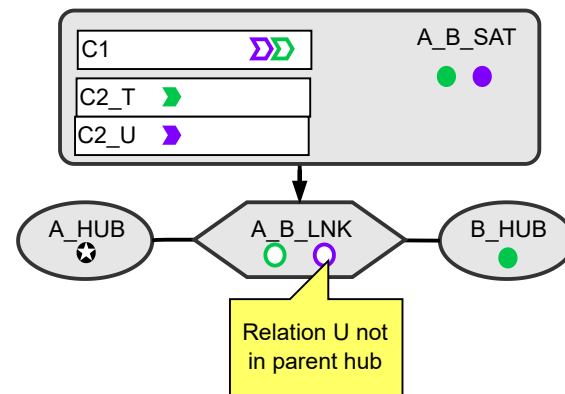 C1
A_B_SAT
C2_T
C2_U
A_HUB
A_B_LNK
B_HUB
Relation U not
in parent hub